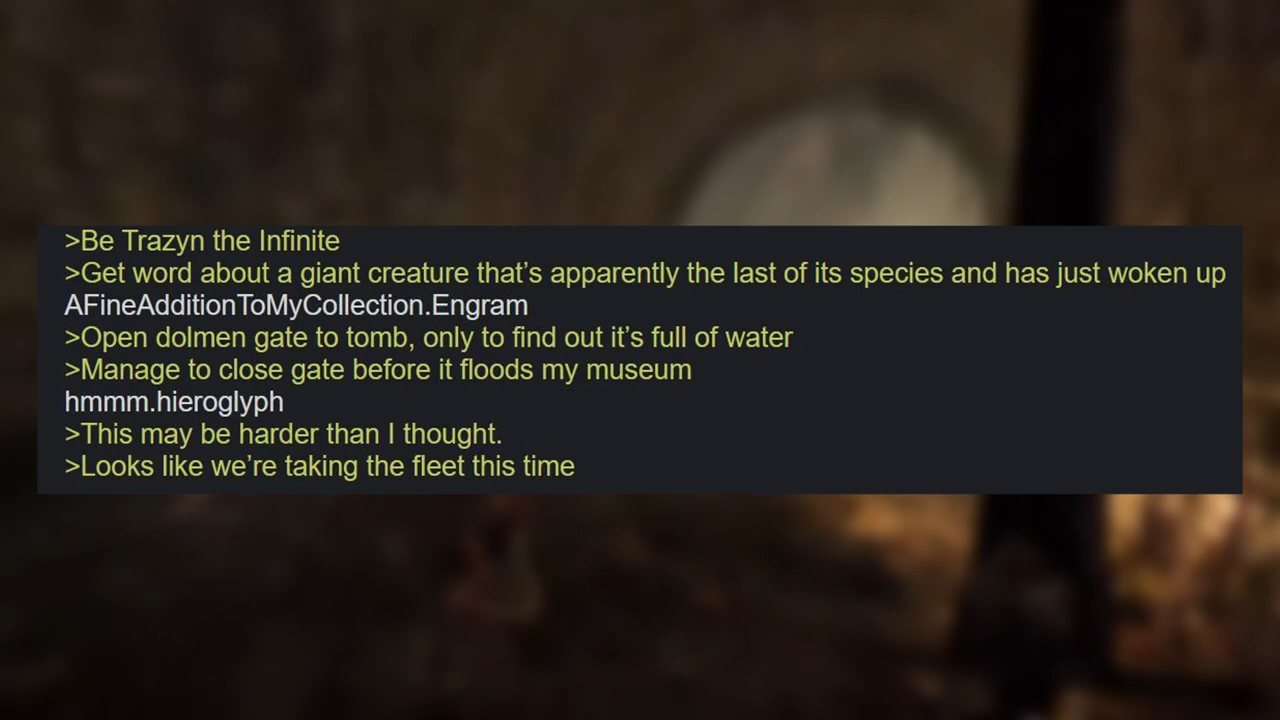 >Be Trazyn the Infinite
>Get word about a giant creature that’s apparently the last of its species and has just woken up
AFineAdditionToMyCollection.Engram
>Open dolmen gate to tomb, only to find out it’s full of water
>Manage to close gate before it floods my museum
hmmm.hieroglyph
>This may be harder than I thought.
>Looks like we’re taking the fleet this time